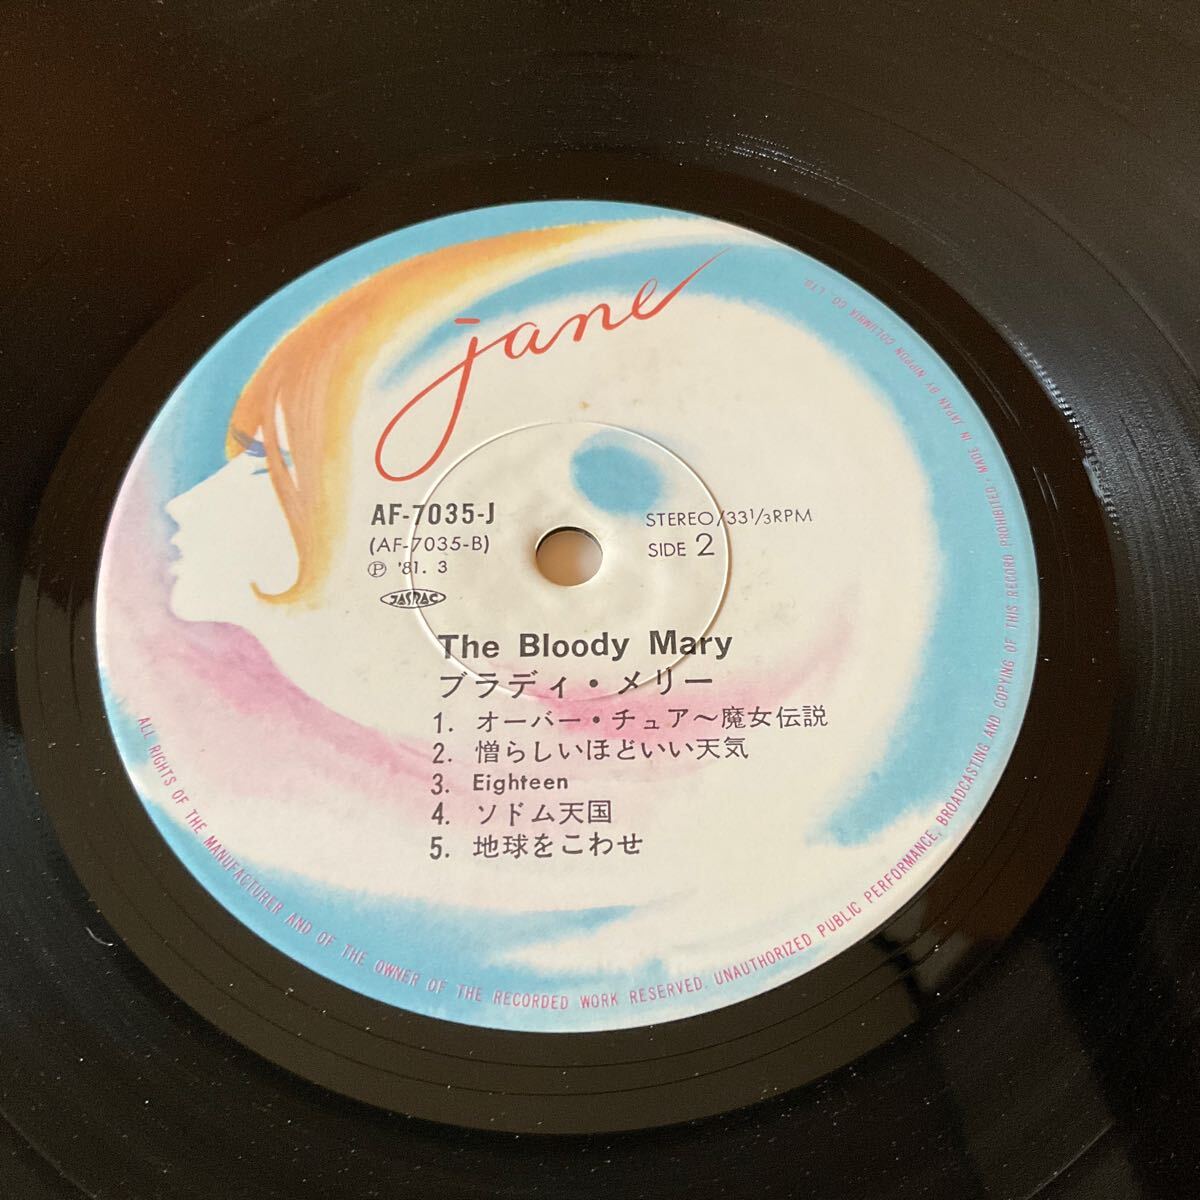 jane
AF-7035-J
(AF-7035-B)
Ⓟ '81. 3
JASRAC
STEREO/33 1/3RPM
SIDE 2
The Bloody Mary
ブラディ・メリー
1. オーバー・チュア〜魔女伝説
2. 憎らしいほどいい天気
3. Eighteen
4. ソドム天国
5. 地球をこわせ
ALL RIGHTS OF THE MANUFACTURER AND OF THE OWNER OF THE RECORDED WORK RESERVED. UNAUTHORIZED PUBLIC PERFORMANCE, BROADCASTING AND COPYING OF THIS RECORD PROHIBITED · MADE IN JAPAN BY NIPPON COLUMBIA CO., LTD.